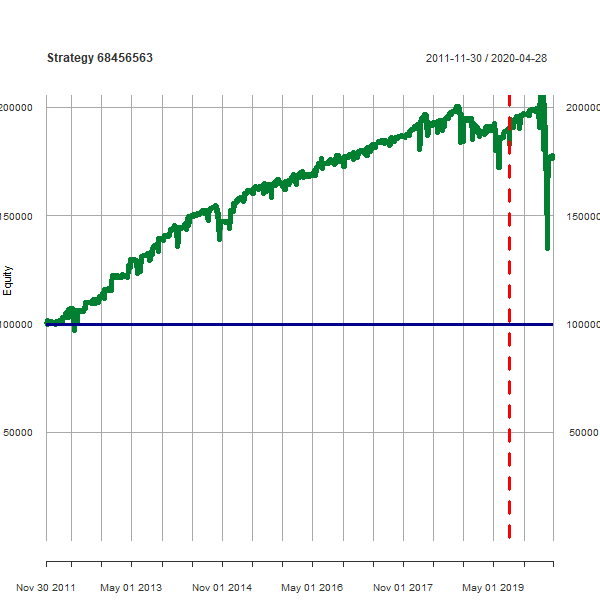 Strategy 68456563 2011-11-30 / 2020-04-28
200000 200000
150000 150000
Equity
100000 100000
50000 50000
Nov 30 2011 May 01 2013 Nov 01 2014 May 01 2016 Nov 01 2017 May 01 2019